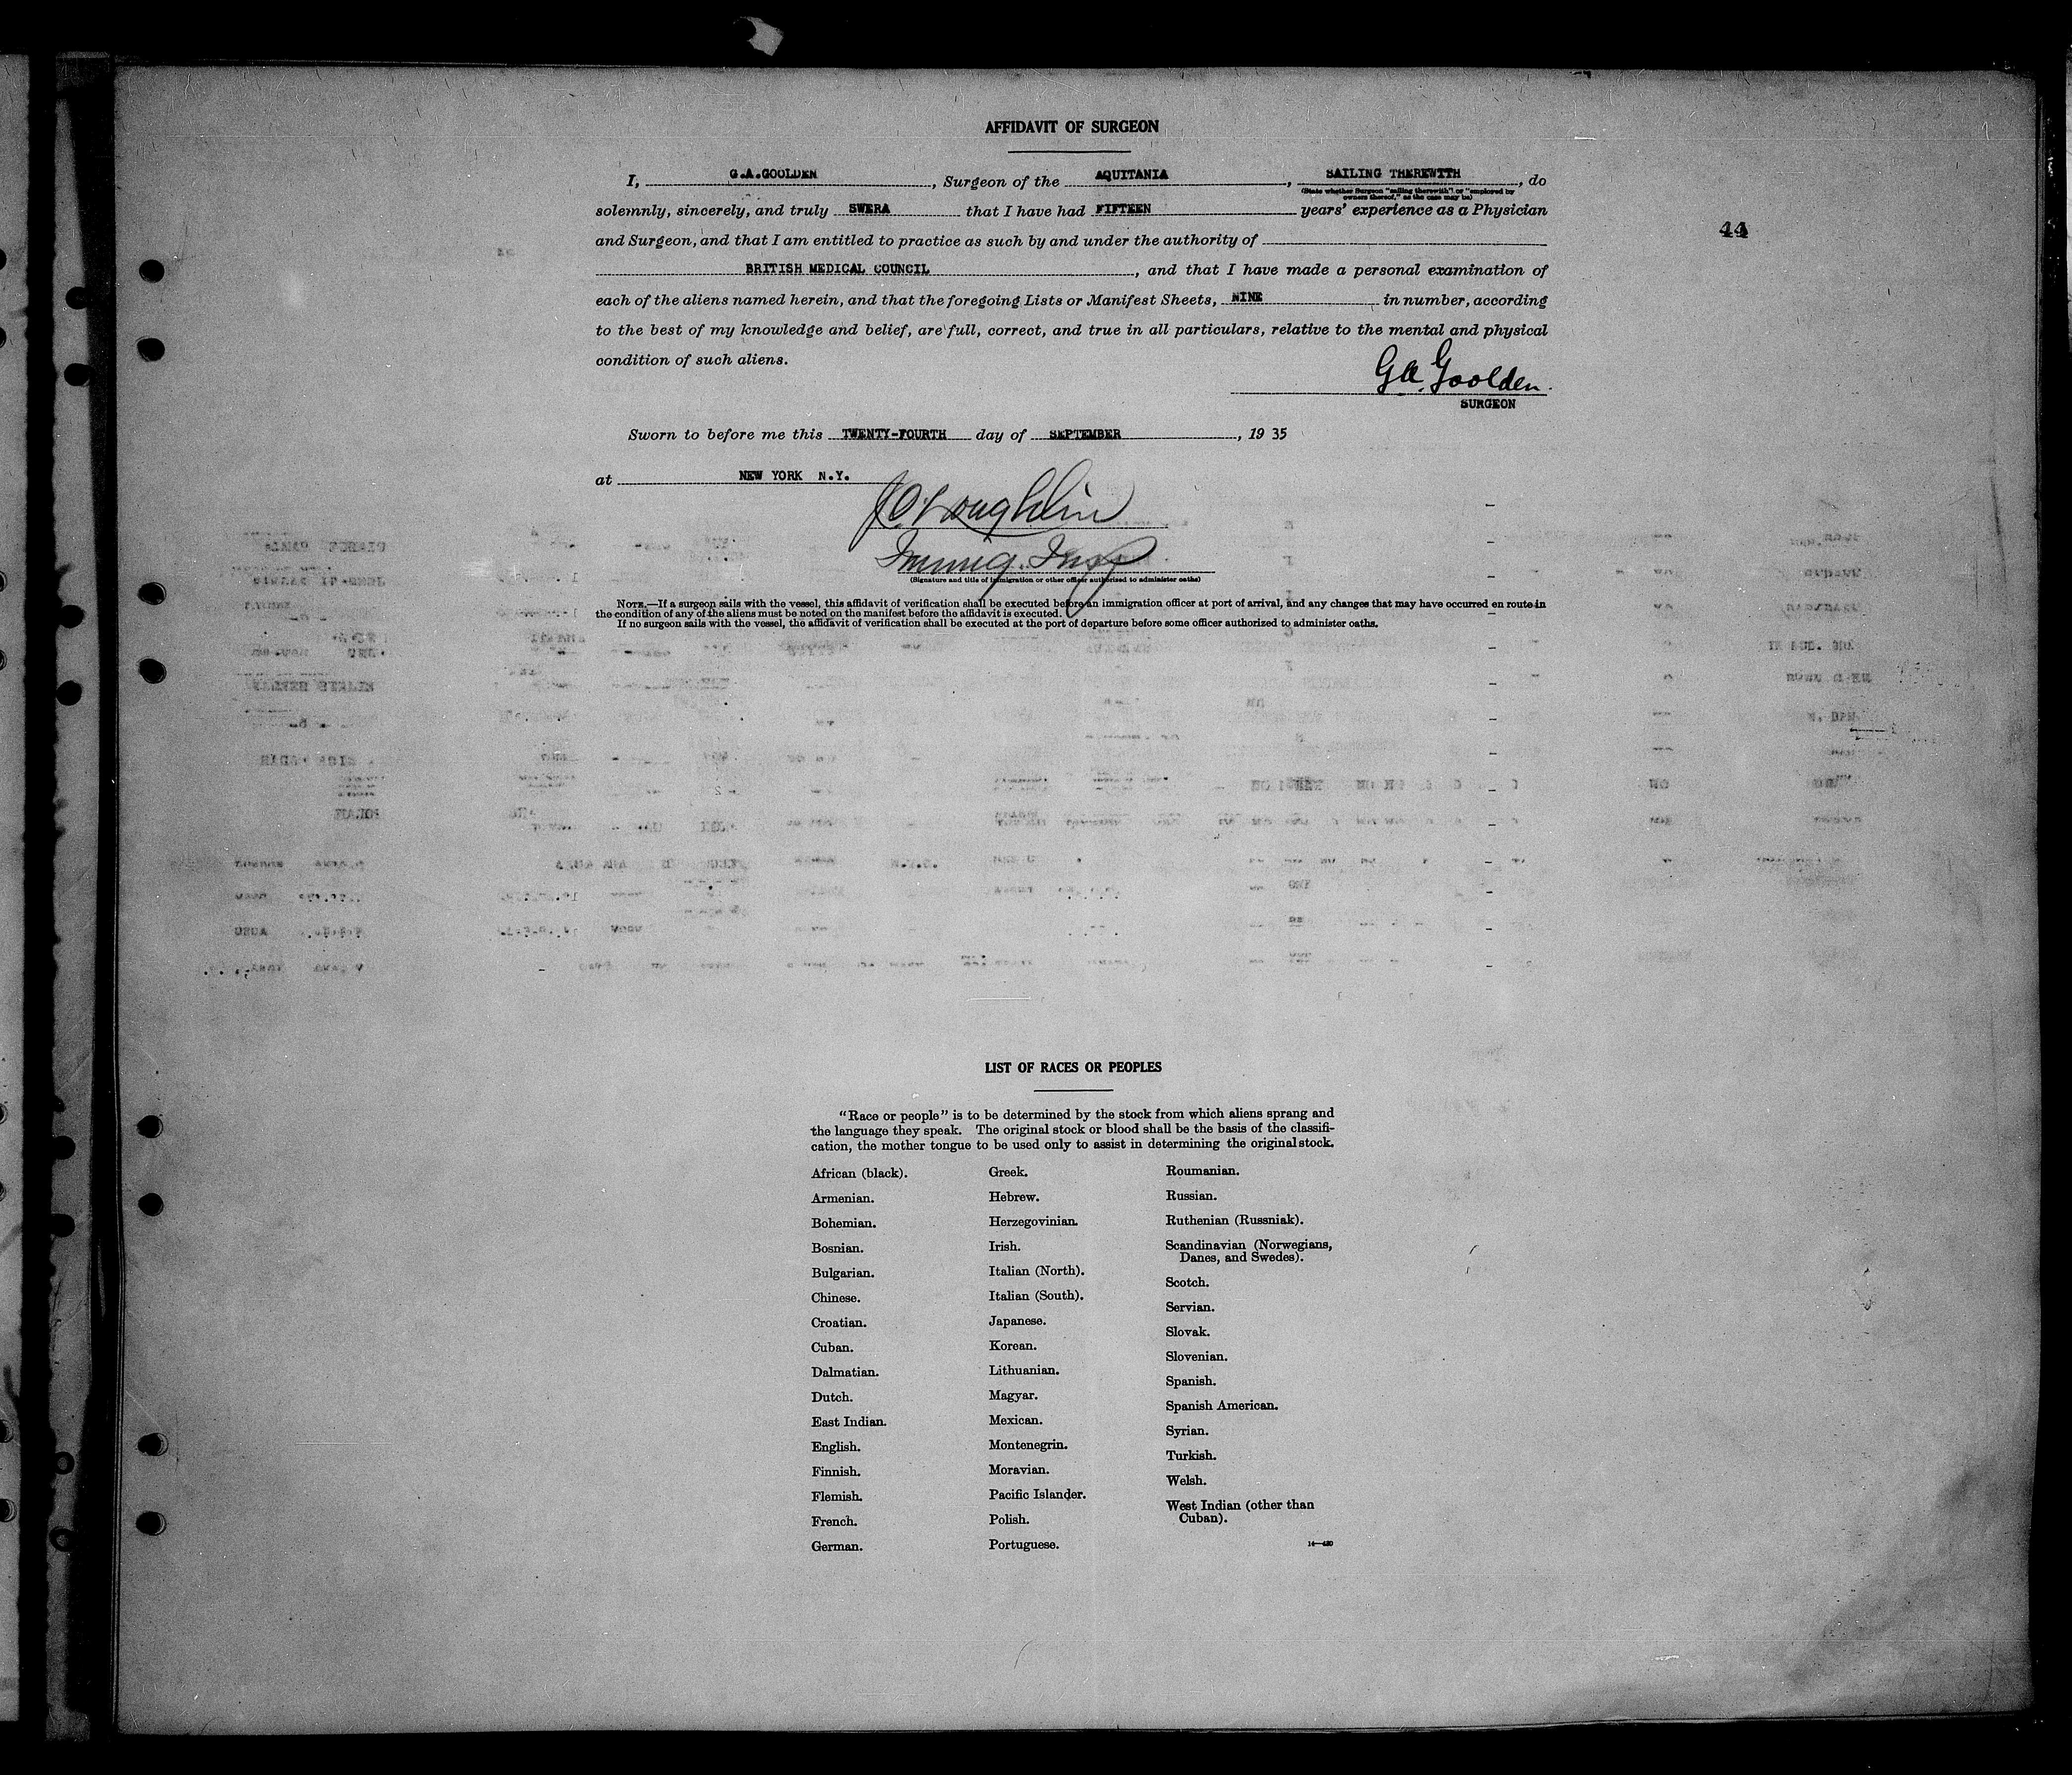 AFFIDAVIT OF SURGEON
I, G.A.GOOLDEN, Surgeon of the AQUITANIA, SAILING THEREWITH, do
(State whether Surgeon "sailing therewith" or "employed by
owners thereof," as the case may be)
solemnly, sincerely, and truly SWERA that I have had FIFTEEN years' experience as a Physician
44
and Surgeon, and that I am entitled to practice as such by and under the authority of
BRITISH MEDICAL COUNCIL, and that I have made a personal examination of
each of the aliens named herein, and that the foregoing Lists or Manifest Sheets, NINE in number, according
to the best of my knowledge and belief, are full, correct, and true in all particulars, relative to the mental and physical
condition of such aliens.
G A Goolden.
SURGEON
Sworn to before me this TWENTY-FOURTH day of SEPTEMBER, 19 35
at NEW YORK N.Y.
J O'Loughlin
Immig. Insp
(Signature and title of immigration or other officer authorized to administer oaths)
NOTE.—If a surgeon sails with the vessel, this affidavit of verification shall be executed before an immigration officer at port of arrival, and any changes that may have occurred en route in
the condition of any of the aliens must be noted on the manifest before the affidavit is executed.
If no surgeon sails with the vessel, the affidavit of verification shall be executed at the port of departure before some officer authorized to administer oaths.
LIST OF RACES OR PEOPLES
"Race or people" is to be determined by the stock from which aliens sprang and
the language they speak. The original stock or blood shall be the basis of the classifi-
cation, the mother tongue to be used only to assist in determining the original stock.
African (black).
Armenian.
Bohemian.
Bosnian.
Bulgarian.
Chinese.
Croatian.
Cuban.
Dalmatian.
Dutch.
East Indian.
English.
Finnish.
Flemish.
French.
German.
Greek.
Hebrew.
Herzegovinian.
Irish.
Italian (North).
Italian (South).
Japanese.
Korean.
Lithuanian.
Magyar.
Mexican.
Montenegrin.
Moravian.
Pacific Islander.
Polish.
Portuguese.
Roumanian.
Russian.
Ruthenian (Russniak).
Scandinavian (Norwegians,
Danes, and Swedes).
Scotch.
Servian.
Slovak.
Slovenian.
Spanish.
Spanish American.
Syrian.
Turkish.
Welsh.
West Indian (other than
Cuban).